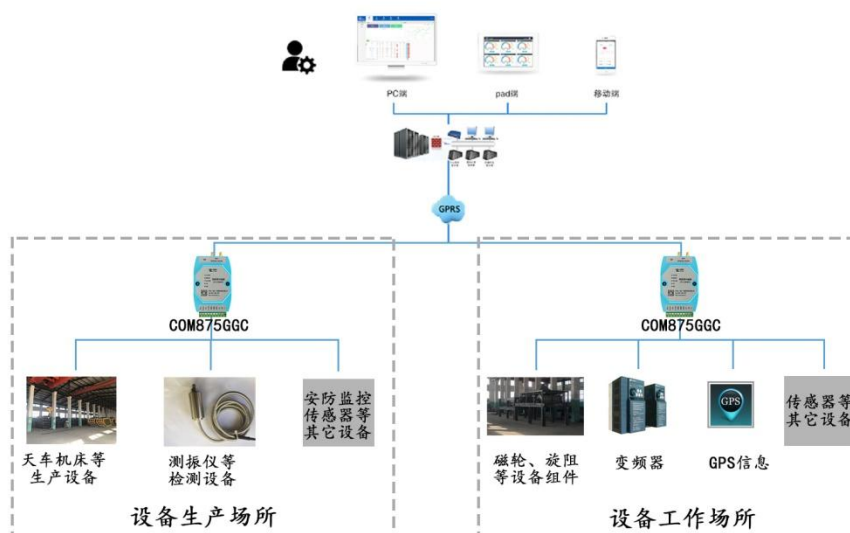 PC端
pad端
移动端
GPRS
COM875GGC
COM875GGC
天车机床等
生产设备
测振仪等
检测设备
安防监控
传感器等
其它设备
磁轮、旋阻
等设备组件
变频器
GPS
GPS信息
传感器等
其它设备
设备生产场所
设备工作场所